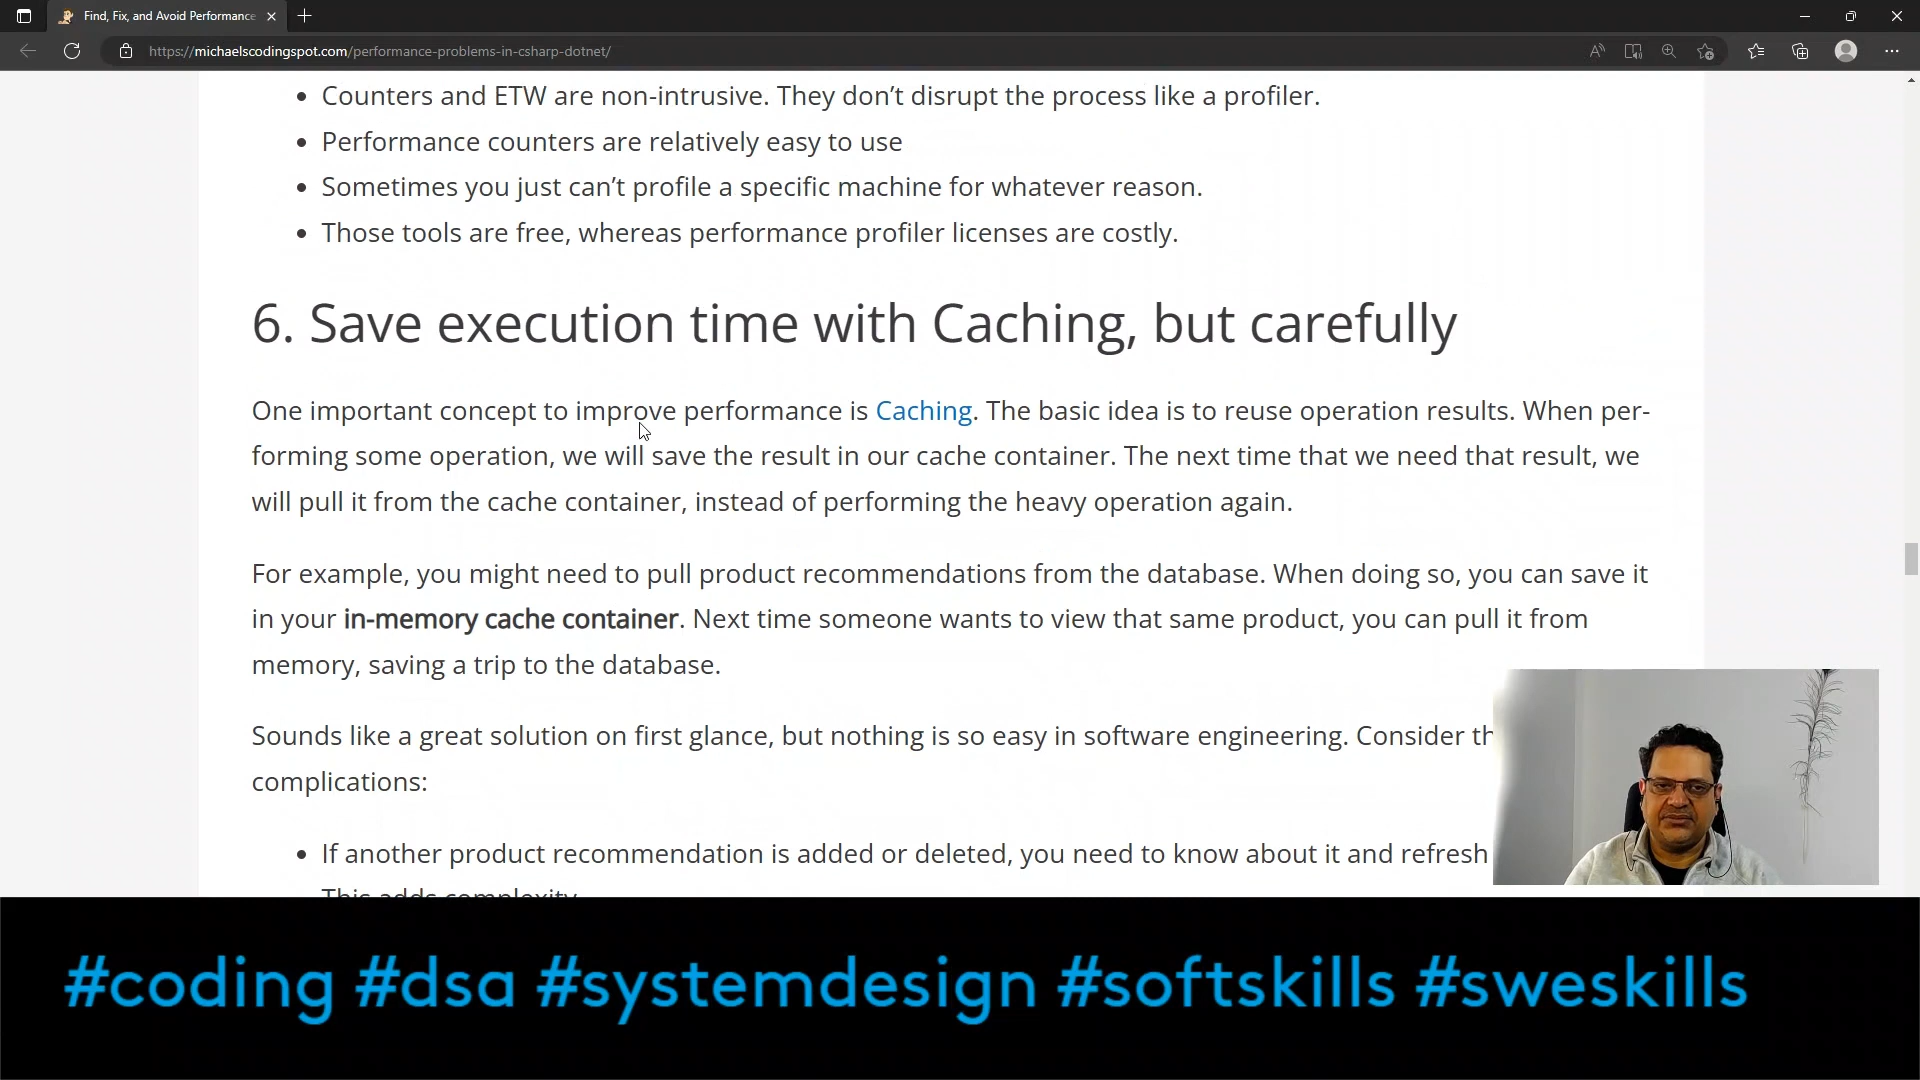 Find, Fix, and Avoid Performance
https://michaelscodingspot.com/performance-problems-in-csharp-dotnet/
• Counters and ETW are non-intrusive. They don’t disrupt the process like a profiler.
• Performance counters are relatively easy to use
• Sometimes you just can’t profile a specific machine for whatever reason.
• Those tools are free, whereas performance profiler licenses are costly.
6. Save execution time with Caching, but carefully
One important concept to improve performance is Caching. The basic idea is to reuse operation results. When per-
forming some operation, we will save the result in our cache container. The next time that we need that result, we
will pull it from the cache container, instead of performing the heavy operation again.
For example, you might need to pull product recommendations from the database. When doing so, you can save it
in your in-memory cache container. Next time someone wants to view that same product, you can pull it from
memory, saving a trip to the database.
Sounds like a great solution on first glance, but nothing is so easy in software engineering. Consider th
complications:
• If another product recommendation is added or deleted, you need to know about it and refresh
This adds complexity
#coding #dsa #systemdesign #softskills #sweskills